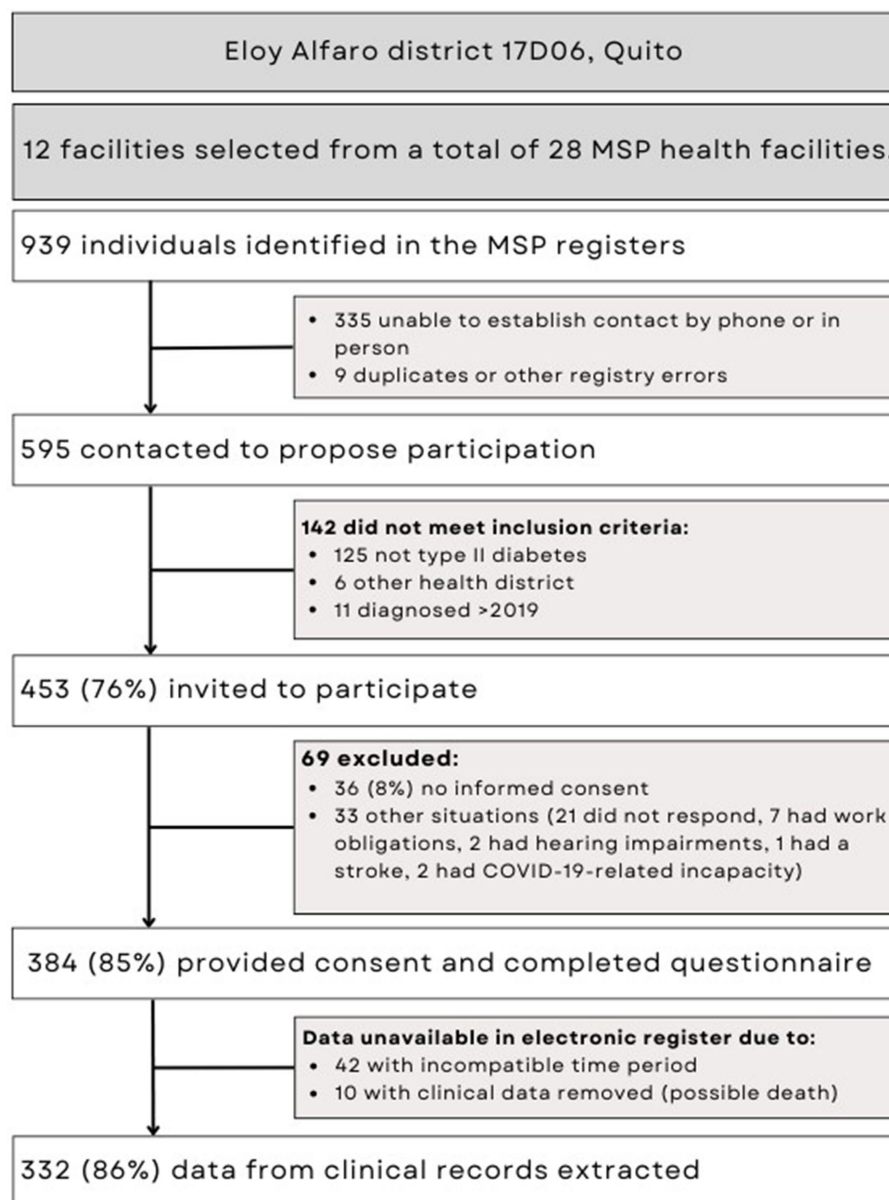 Eloy Alfaro district 17D06, Quito
12 facilities selected from a total of 28 MSP health facilities.
939 individuals identified in the MSP registers
• 335 unable to establish contact by phone or in
person
• 9 duplicates or other registry errors
595 contacted to propose participation
142 did not meet inclusion criteria:
• 125 not type II diabetes
• 6 other health district
• 11 diagnosed >2019
453 (76%) invited to participate
69 excluded:
• 36 (8%) no informed consent
• 33 other situations (21 did not respond, 7 had work
obligations, 2 had hearing impairments, 1 had a
stroke, 2 had COVID-19-related incapacity)
384 (85%) provided consent and completed questionnaire
Data unavailable in electronic register due to:
• 42 with incompatible time period
• 10 with clinical data removed (possible death)
332 (86%) data from clinical records extracted